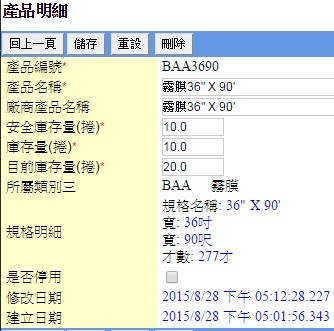 產品明細
回上一頁 儲存 重設 刪除
產品編號* BAA3690
產品名稱* 霧膜36" X 90'
廠商產品名稱 霧膜36" X 90'
安全庫存量(捲)* 10.0
庫存量(捲)* 10.0
目前庫存量(捲)* 20.0
所屬類別三 BAA 霧膜
規格明細 規格名稱: 36" X 90'
寬: 36吋
寬: 90呎
才數: 277才
是否停用
修改日期 2015/8/28 下午 05:12:28.227
建立日期 2015/8/28 下午 05:01:56.343